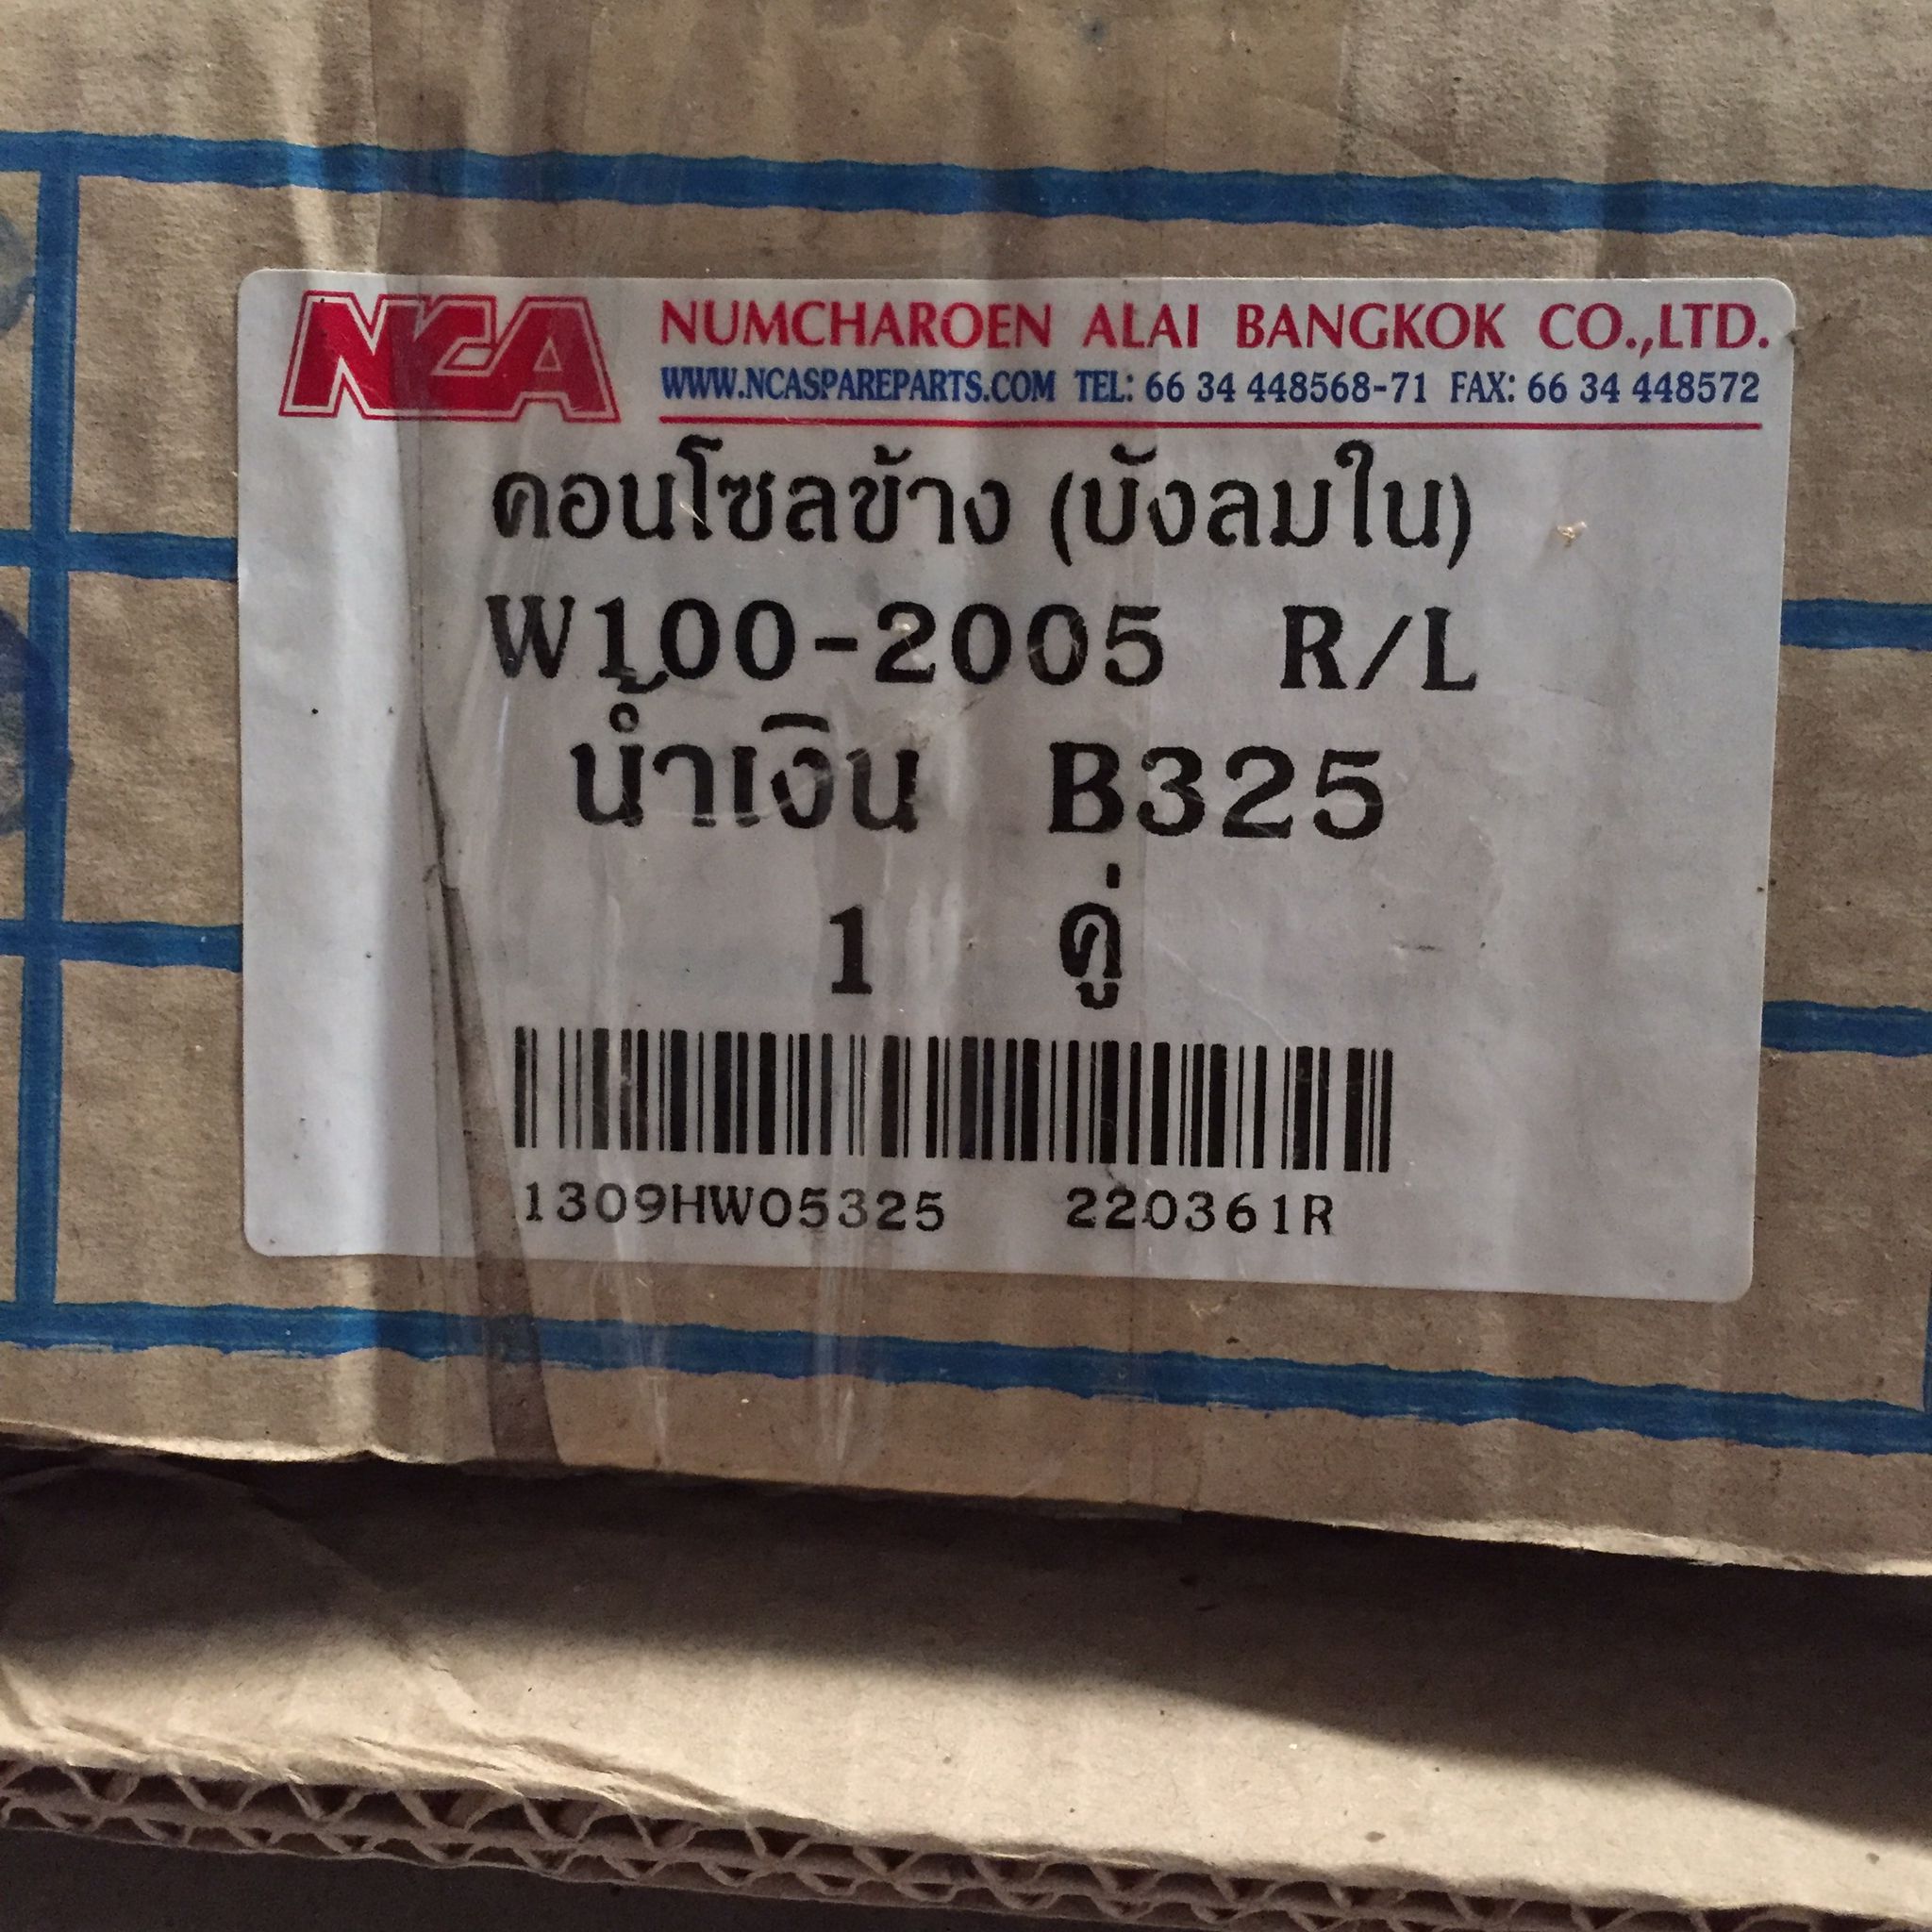 NCA NUMCHAROEN ALAI BANGKOK CO.,LTD.
WWW.NCASPAREPARTS.COM TEL: 66 34 448568-71 FAX: 66 34 448572
คอนโซลข้าง (บังลมใน)
W100-2005 R/L
น้ำเงิน B325
1 คู่
1309HW05325 220361R